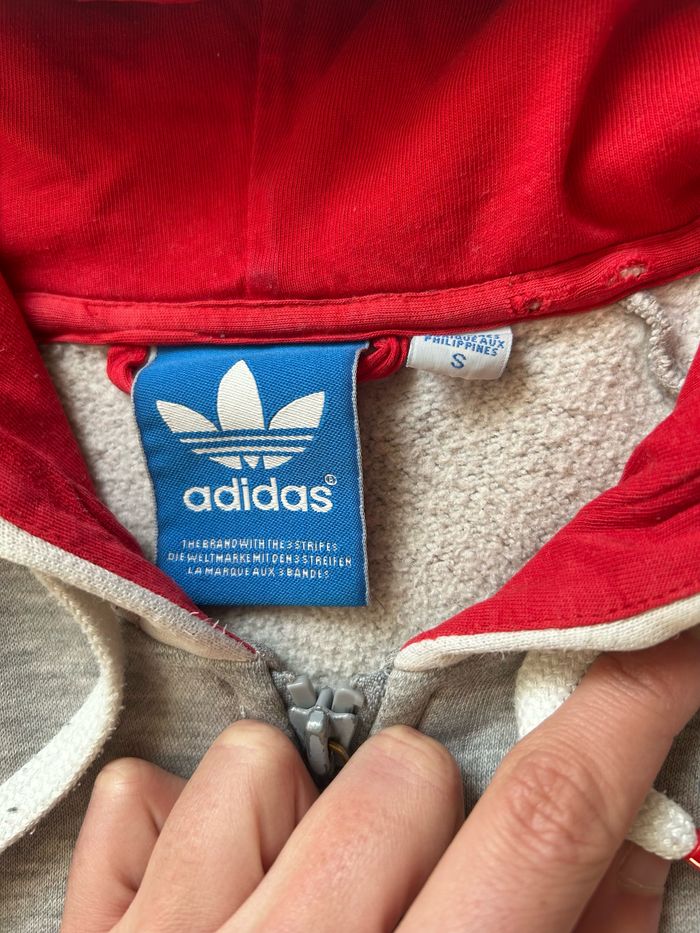 adidas®
THE BRAND WITH THE 3 STRIPES
DIE WELTMARKE MIT DEN 3 STREIFEN
LA MARQUE AUX 3 BANDES
AUX
PHILIPPINES
S